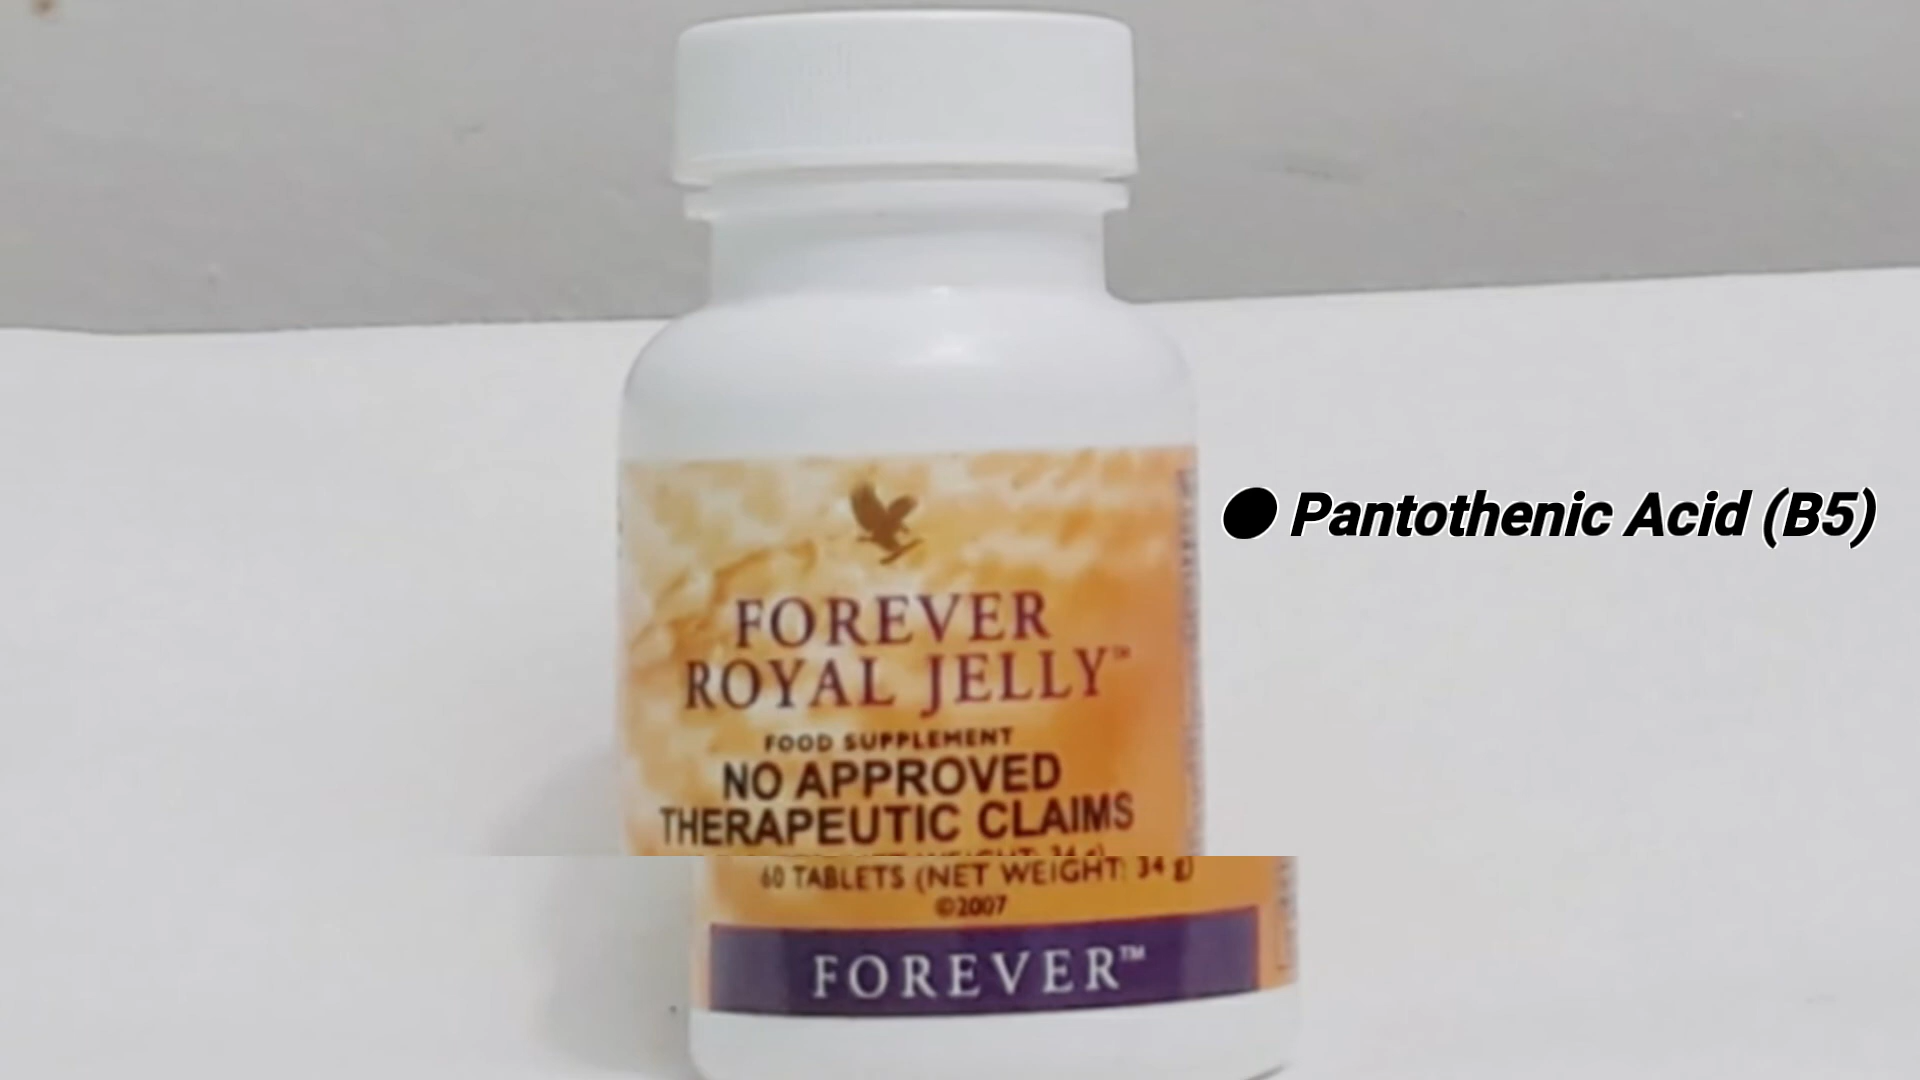 ● Pantothenic Acid (B5)
FOREVER
ROYAL JELLY™
FOOD SUPPLEMENT
NO APPROVED
THERAPEUTIC CLAIMS
60 TABLETS (NET WEIGHT: 34 g)
©2007
FOREVER™